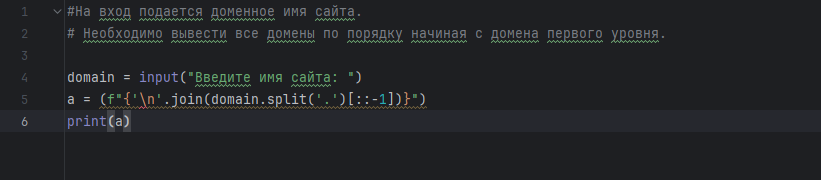 1 #На вход подается доменное имя сайта.
2 # Необходимо вывести все домены по порядку начиная с домена первого уровня.
3
4 domain = input("Введите имя сайта: ")
5 a = (f"{'\n'.join(domain.split('.')[::-1])}")
6 print(a)